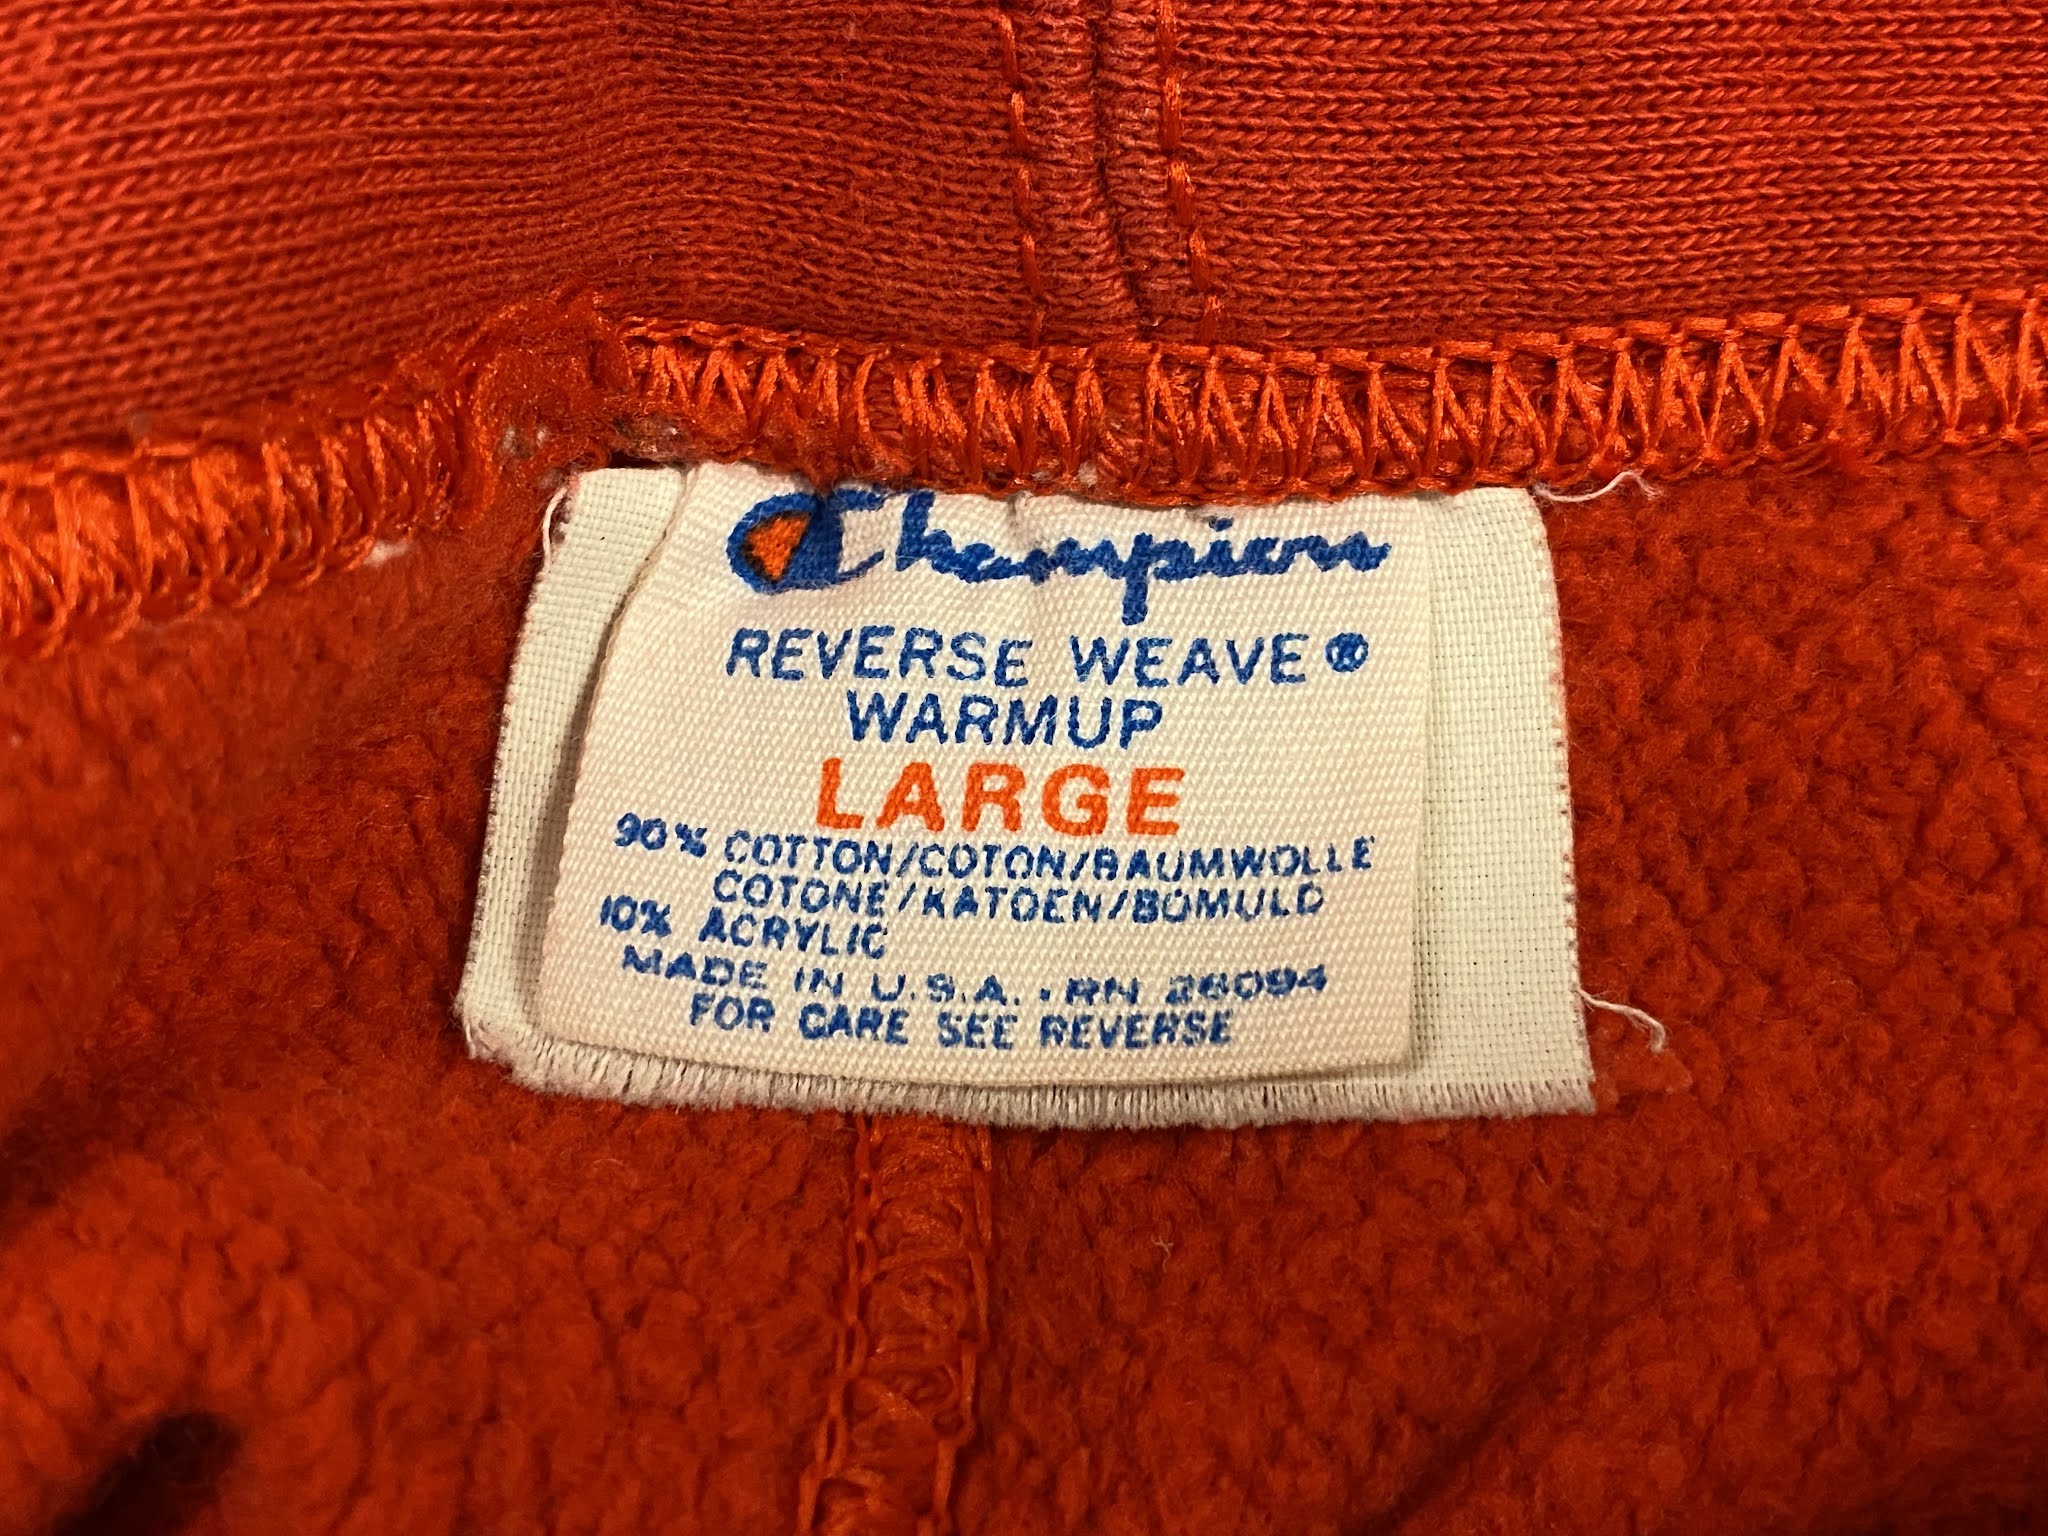 Champion
REVERSE WEAVE®
WARMUP
LARGE
90% COTTON/COTON/BAUMWOLLE
COTONE/KATOEN/BOMULD
10% ACRYLIC
MADE IN U.S.A. · RN 26094
FOR CARE SEE REVERSE